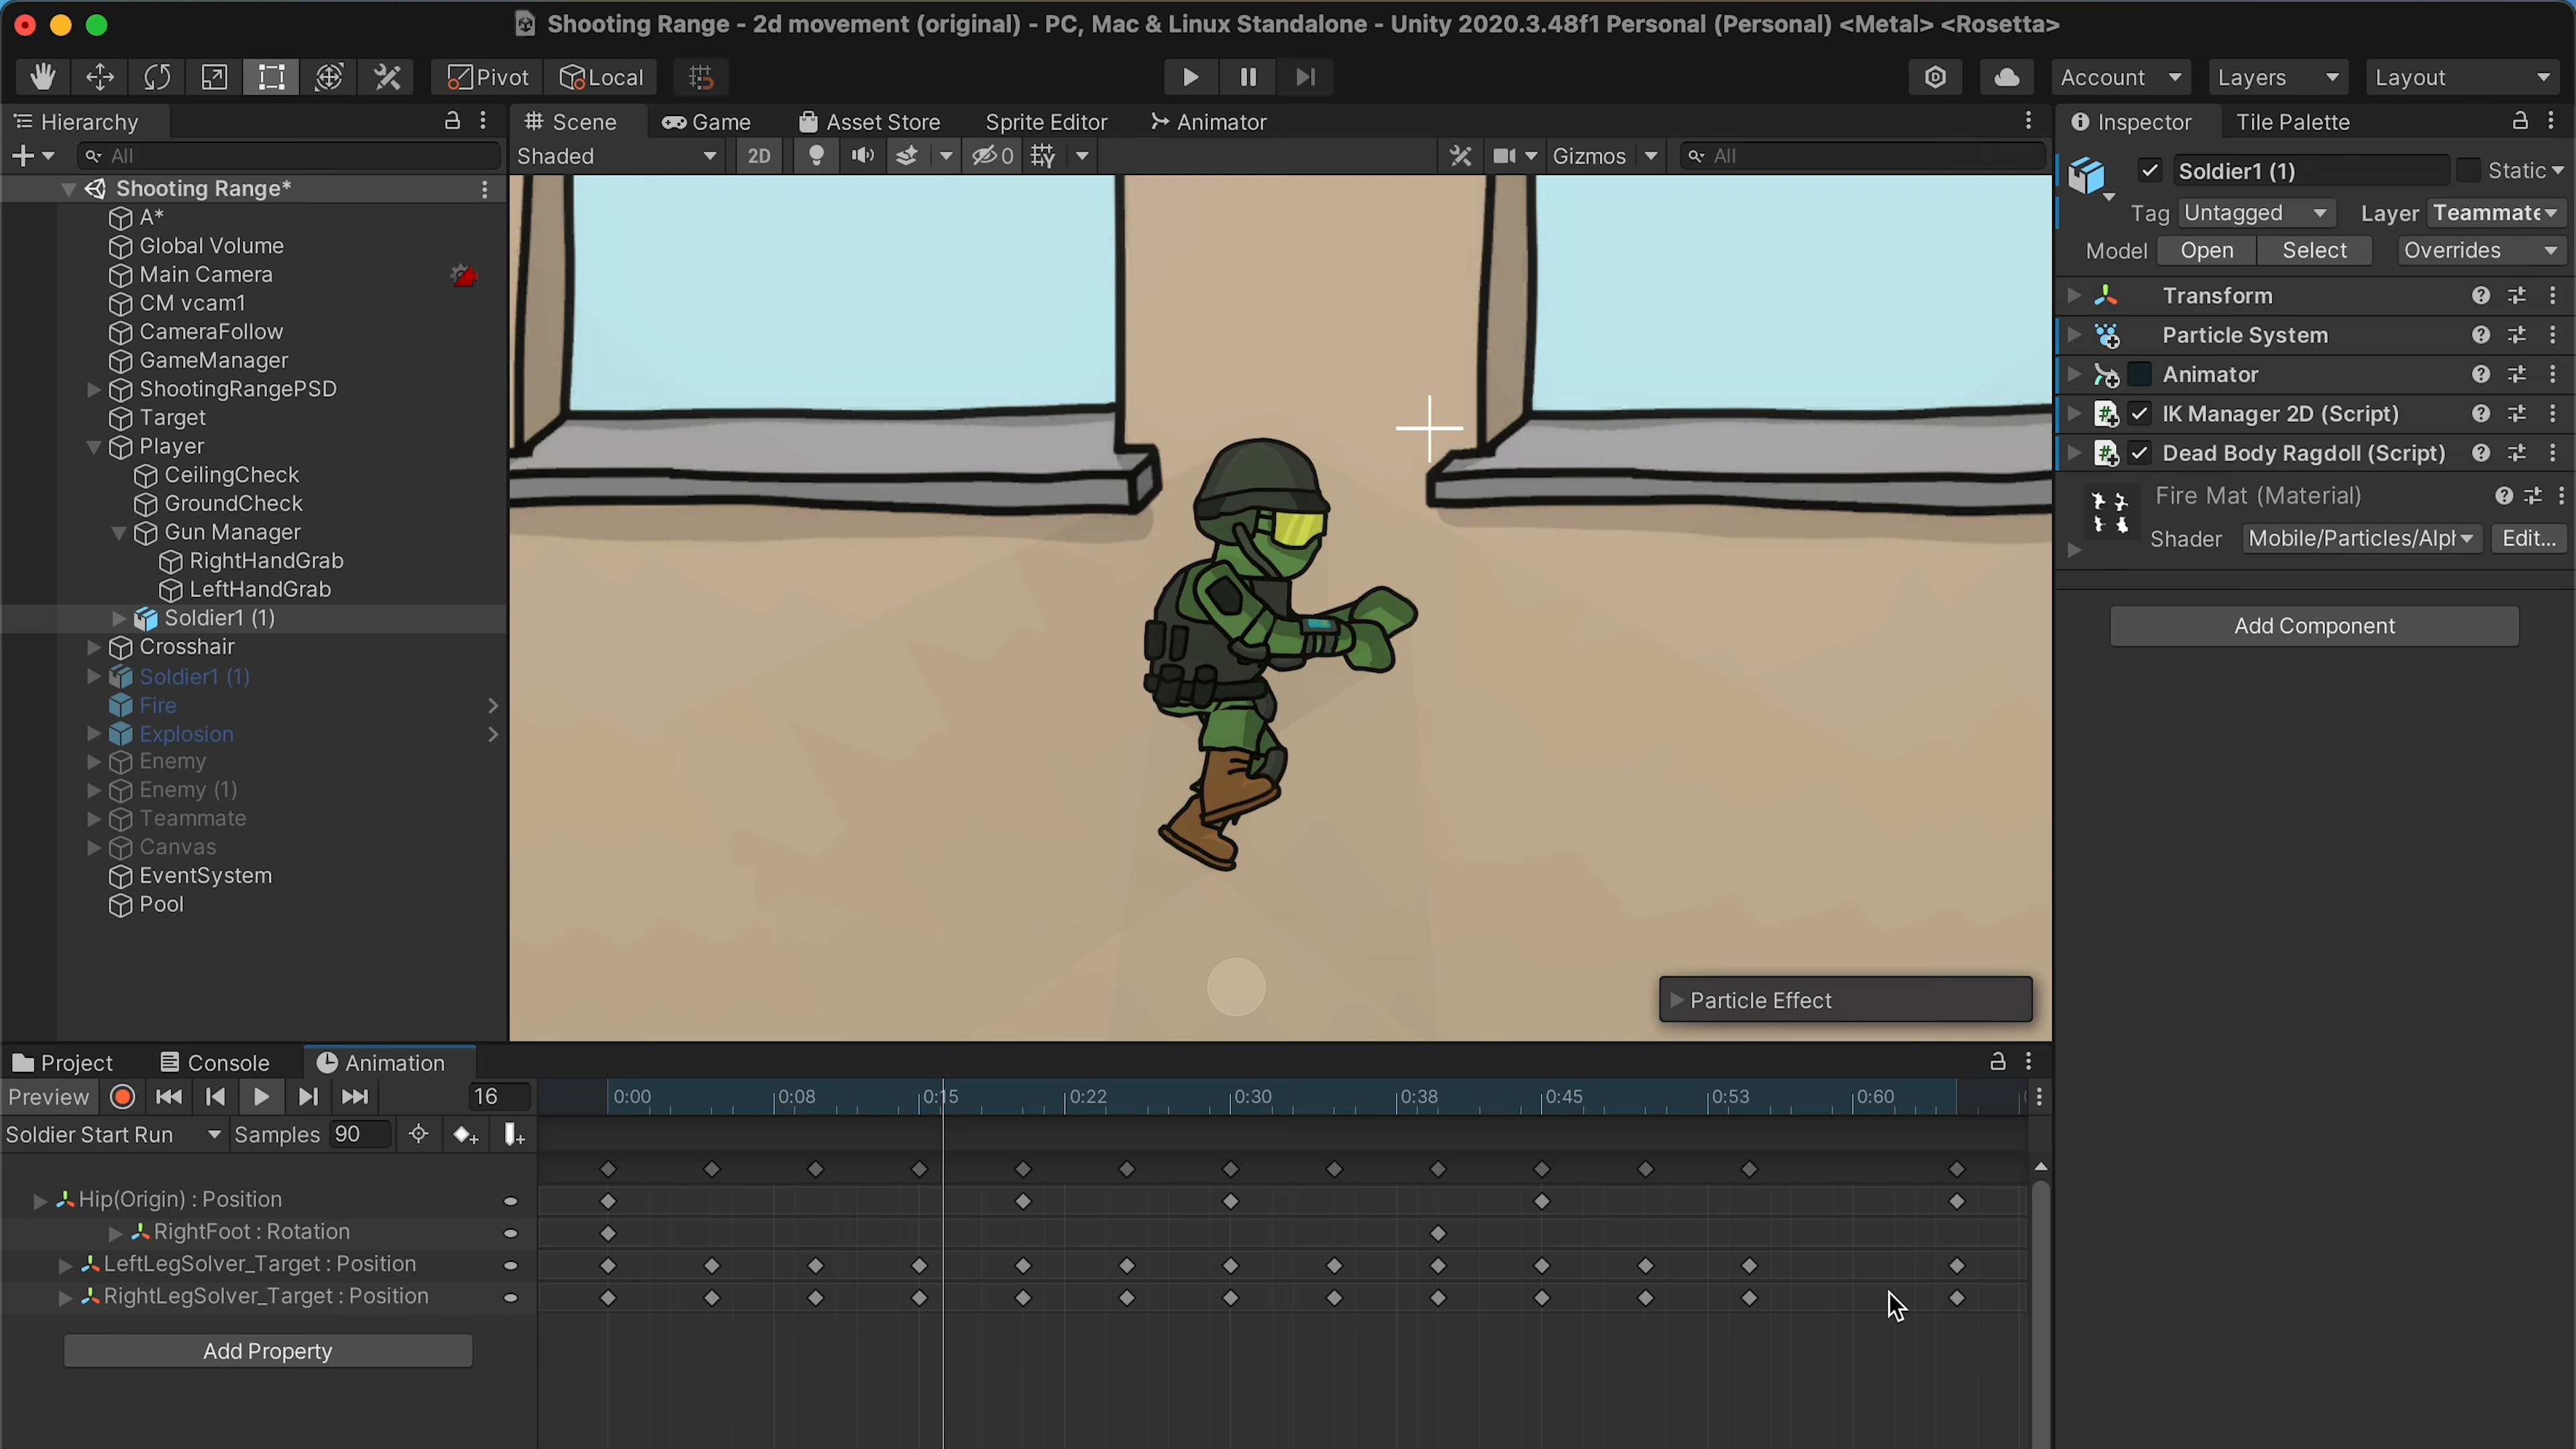 Shooting Range - 2d movement (original) - PC, Mac & Linux Standalone - Unity 2020.3.48f1 Personal (Personal) <Metal> <Rosetta>
Pivot Local Account Layers Layout
Hierarchy
All
Shooting Range*
A*
Global Volume
Main Camera
CM vcam1
CameraFollow
GameManager
ShootingRangePSD
Target
Player
CeilingCheck
GroundCheck
Gun Manager
RightHandGrab
LeftHandGrab
Soldier1 (1)
Crosshair
Soldier1 (1)
Fire
Explosion
Enemy
Enemy (1)
Teammate
Canvas
EventSystem
Pool
Scene Game Asset Store Sprite Editor Animator
Shaded 2D 0 Gizmos All
Particle Effect
Inspector Tile Palette
Soldier1 (1) Static
Tag Untagged Layer Teammate
Model Open Select Overrides
Transform
Particle System
Animator
IK Manager 2D (Script)
Dead Body Ragdoll (Script)
Fire Mat (Material)
Shader Mobile/Particles/Alpl Edit...
Add Component
Project Console Animation
Preview 16 0:00 0:08 0:15 0:22 0:30 0:38 0:45 0:53 0:60
Soldier Start Run Samples 90
Hip(Origin) : Position
RightFoot : Rotation
LeftLegSolver_Target : Position
RightLegSolver_Target : Position
Add Property